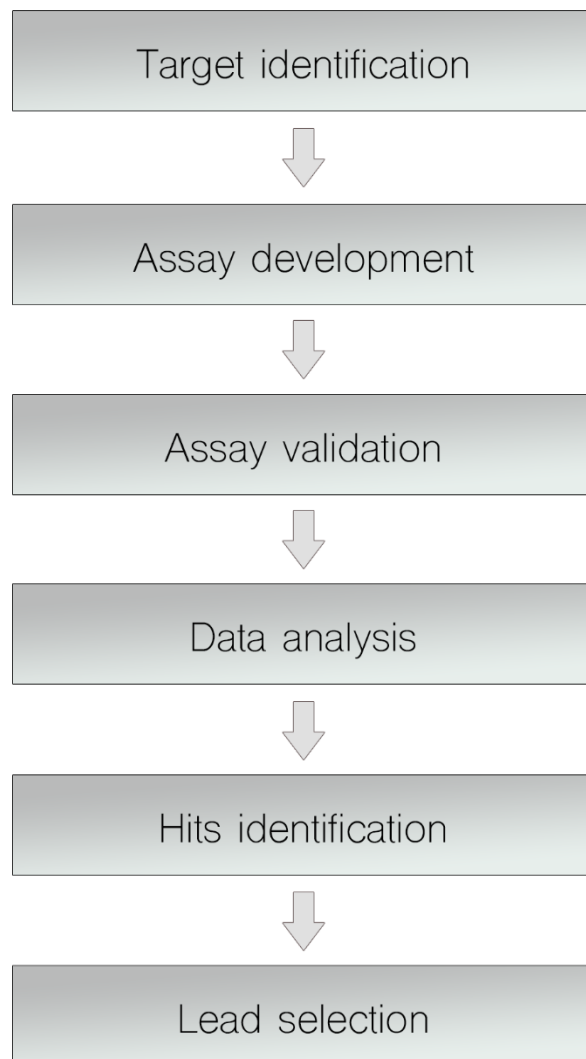 Target identification
Assay development
Assay validation
Data analysis
Hits identification
Lead selection